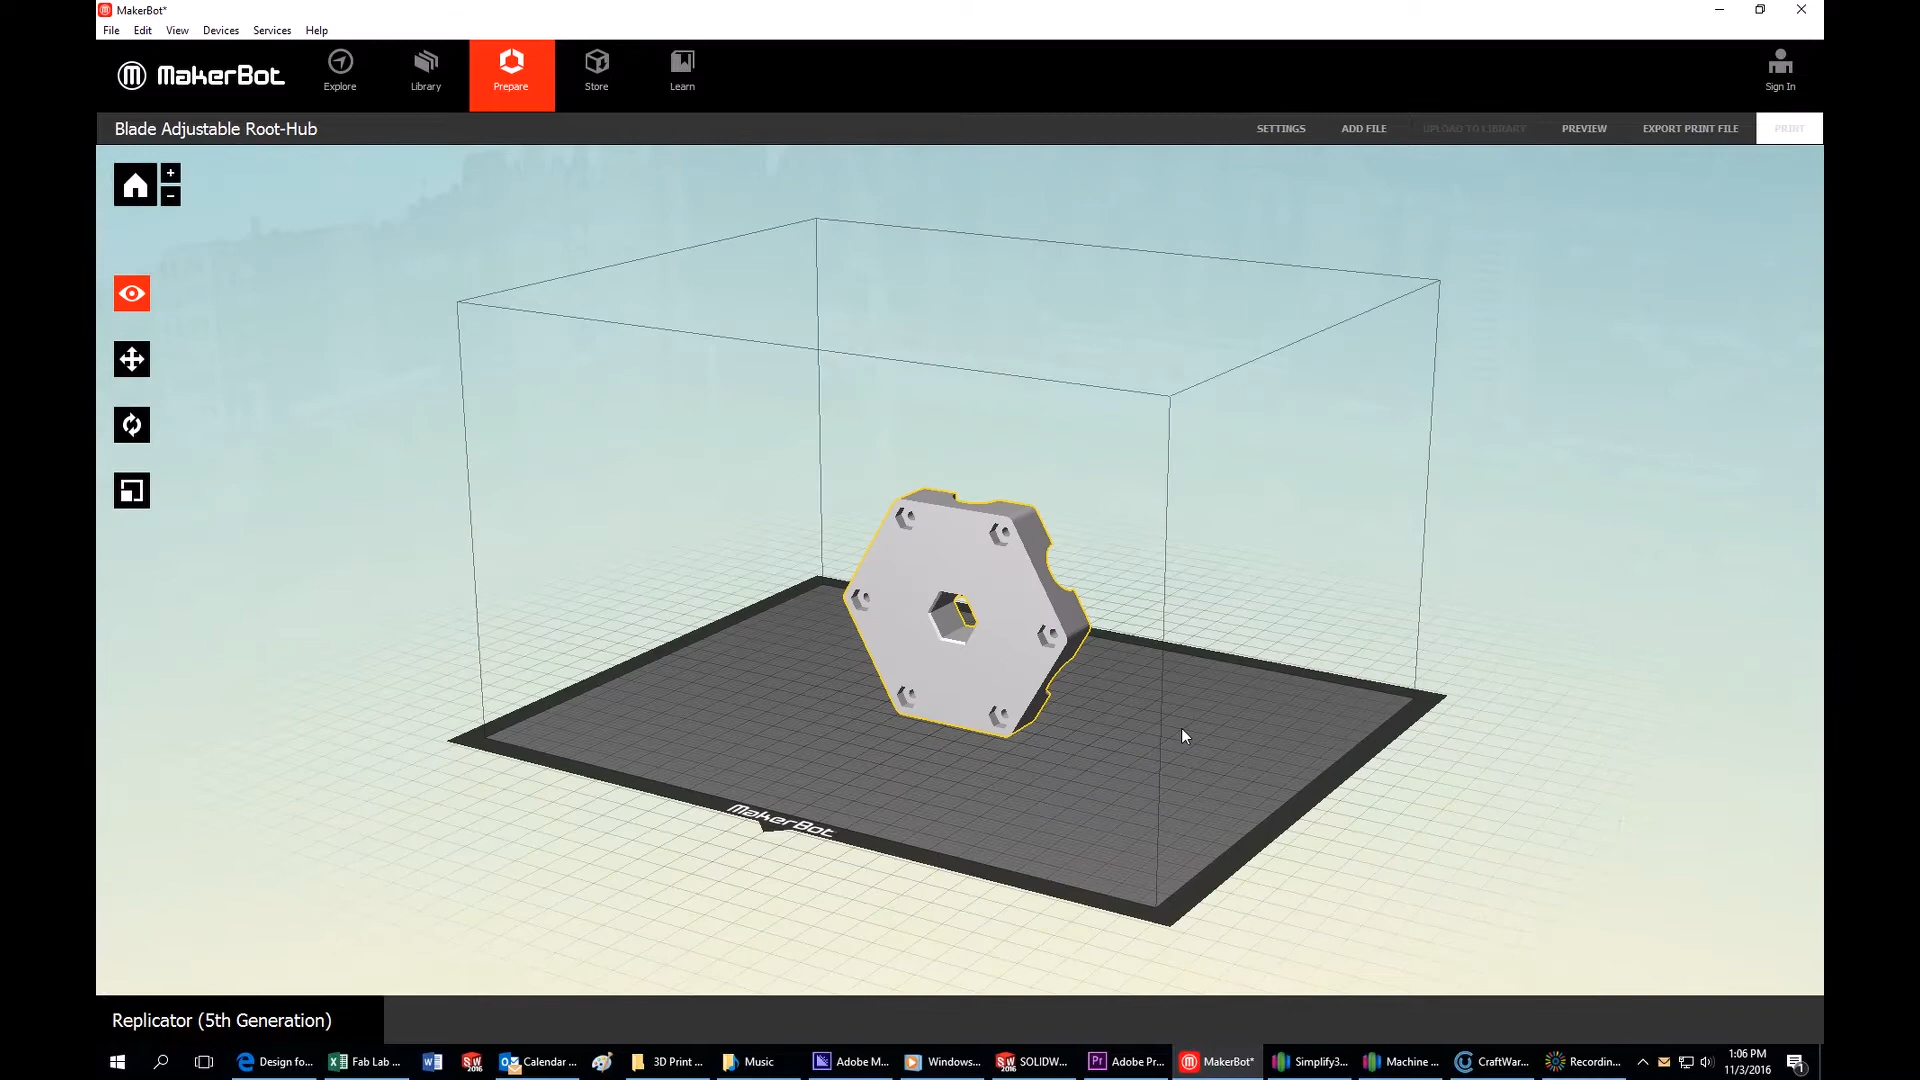 MakerBot*
File Edit View Devices Services Help
MakerBot
Explore
Library
Prepare
Store
Learn
Sign In
Blade Adjustable Root-Hub
SETTINGS
ADD FILE
UPLOAD TO LIBRARY
PREVIEW
EXPORT PRINT FILE
PRINT
MakerBot
Replicator (5th Generation)
Design fo...
Fab Lab ...
Calendar ...
3D Print ...
Music
Adobe M...
Windows...
SOLIDW...
Adobe Pr...
MakerBot*
Simplify3...
Machine ...
CraftWar...
Recordin...
1:06 PM
11/3/2016